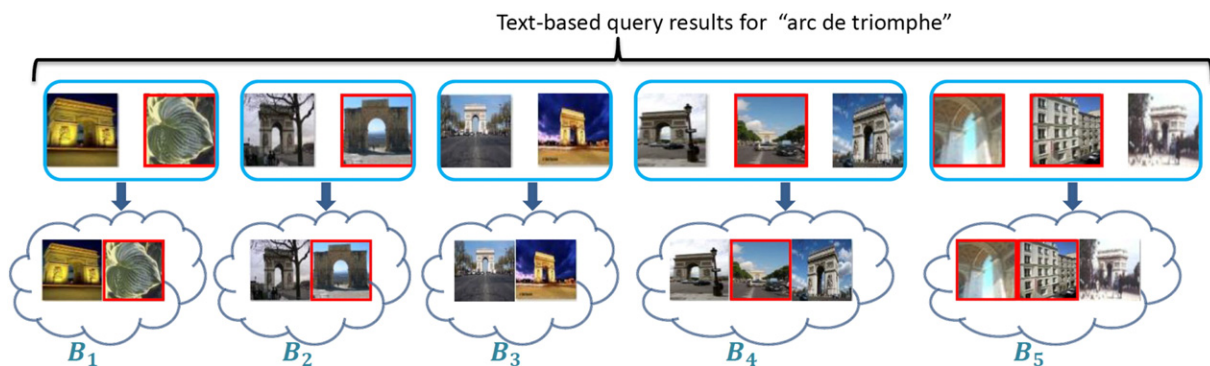 Text-based query results for “arc de triomphe”
B1
B2
B3
B4
B5